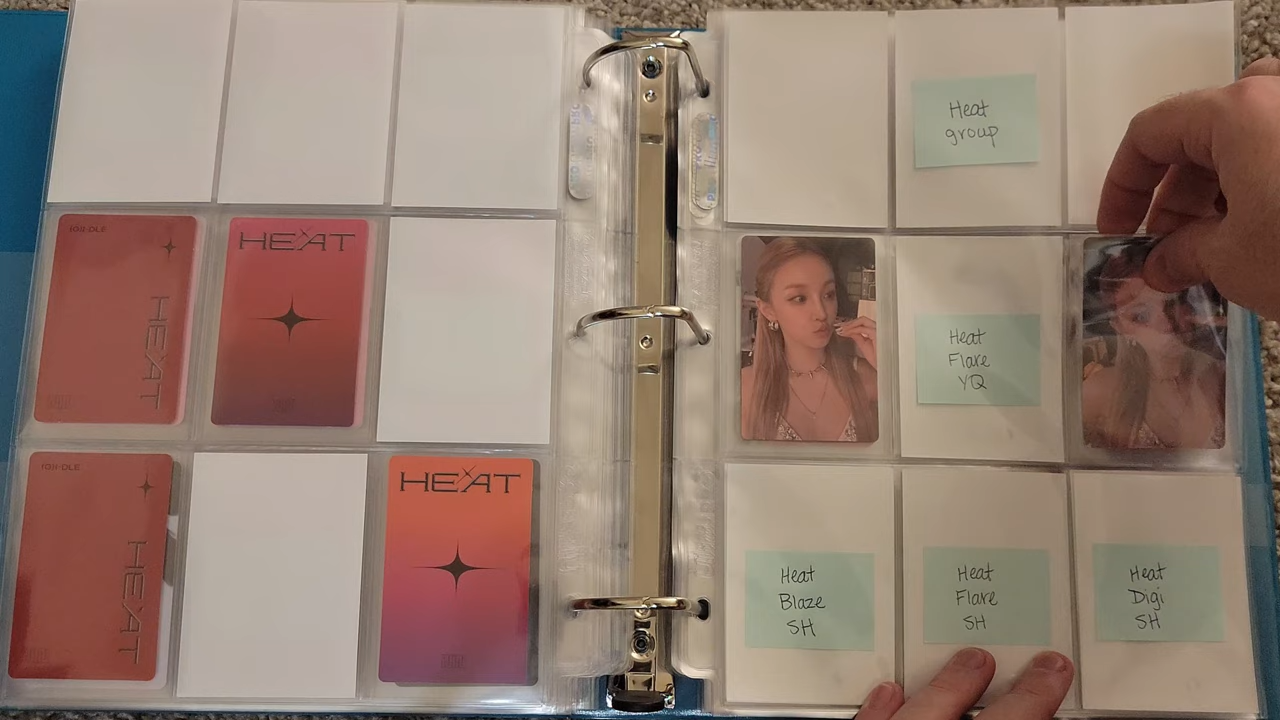 (G)I-DLE
HEAT
HEAT
(G)I-DLE
HEAT
HEAT
Heat
group
Heat
Flare
YQ
Heat
Blaze
SH
Heat
Flare
SH
Heat
Digi
SH